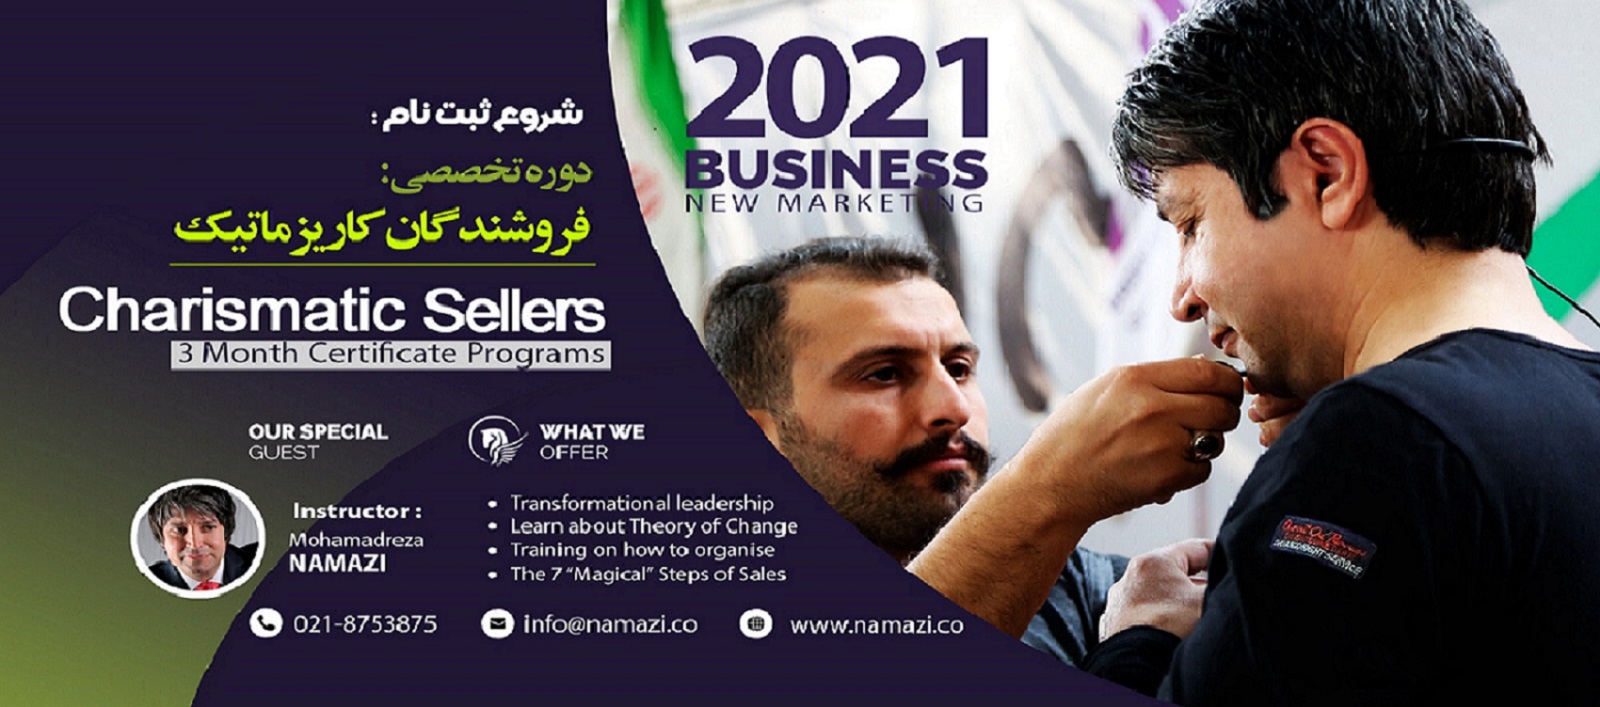 شروع ثبت نام :
دوره تخصصی:
فروشندگان کاریزماتیک
Charismatic Sellers
3 Month Certificate Programs
2021
BUSINESS
NEW MARKETING
OUR SPECIAL
GUEST
Instructor :
Mohamadreza
NAMAZI
WHAT WE
OFFER
• Transformational leadership
• Learn about Theory of Change
• Training on how to organise
• The 7 “Magical” Steps of Sales
021-8753875
info@namazi.co
www.namazi.co